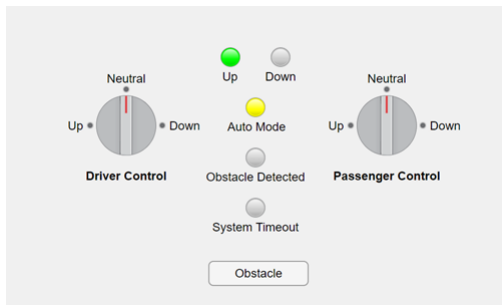 Neutral
Up
Down
Driver Control
Up
Down
Auto Mode
Obstacle Detected
System Timeout
Obstacle
Neutral
Up
Down
Passenger Control